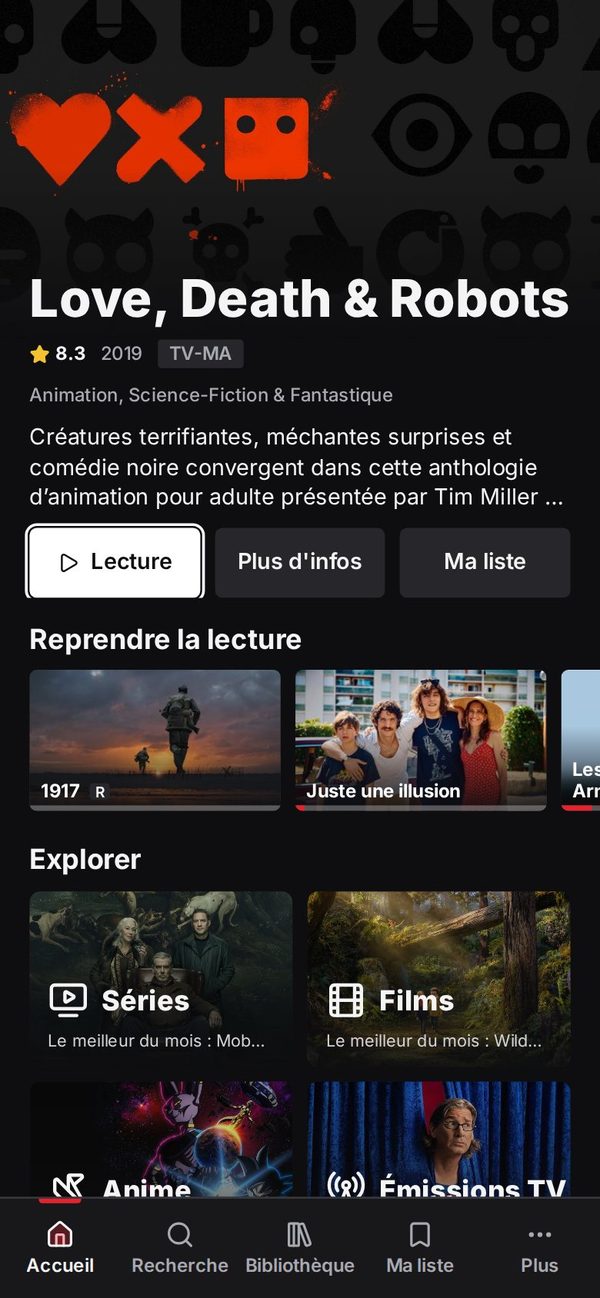 Love, Death & Robots
8.3 2019 TV-MA
Animation, Science-Fiction & Fantastique
Créatures terrifiantes, méchantes surprises et
comédie noire convergent dans cette anthologie
d’animation pour adulte présentée par Tim Miller ...
Lecture Plus d'infos Ma liste
Reprendre la lecture
1917 R
Juste une illusion
Les
Explorer
Séries
Le meilleur du mois : Mob...
Films
Le meilleur du mois : Wild...
Anime
Émissions TV
Accueil Recherche Bibliothèque Ma liste Plus